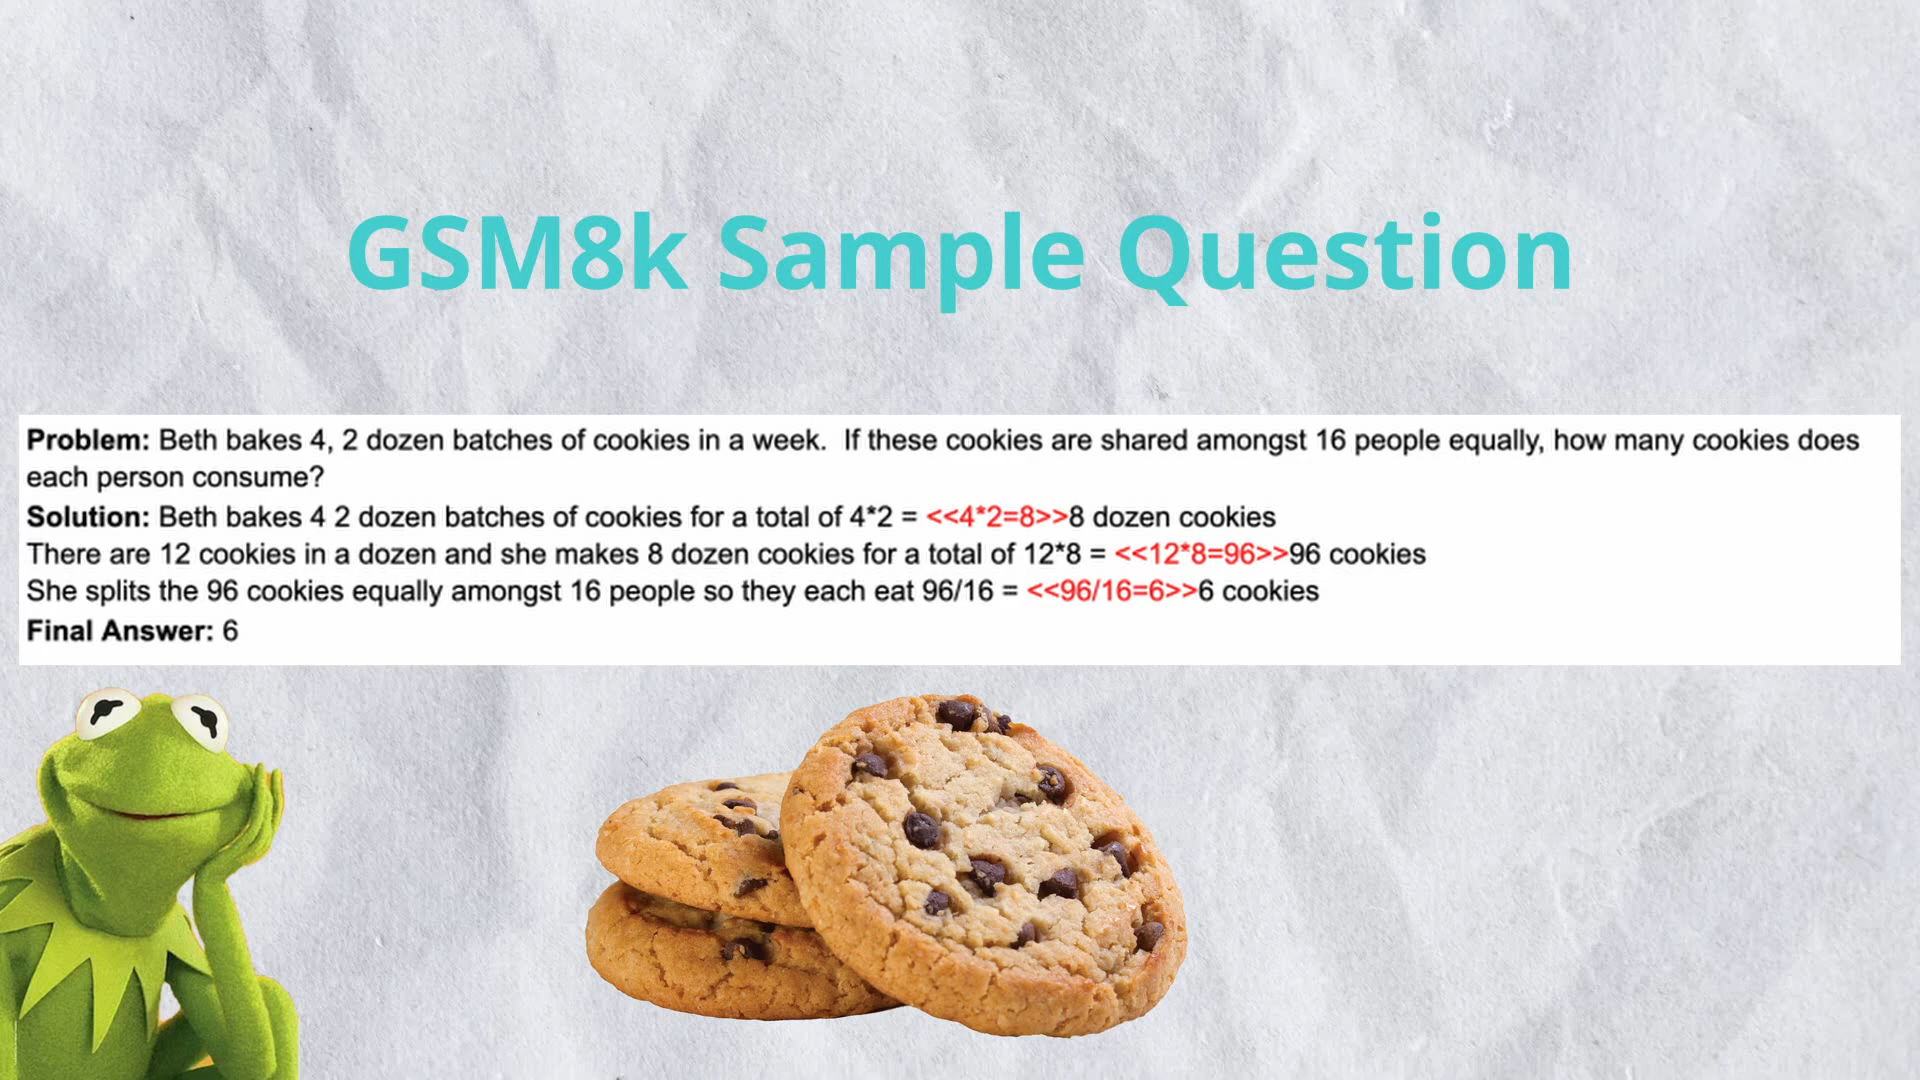 GSM8k Sample Question
Problem: Beth bakes 4, 2 dozen batches of cookies in a week.  If these cookies are shared amongst 16 people equally, how many cookies does
each person consume?
Solution: Beth bakes 4 2 dozen batches of cookies for a total of 4*2 = <<4*2=8>>8 dozen cookies
There are 12 cookies in a dozen and she makes 8 dozen cookies for a total of 12*8 = <<12*8=96>>96 cookies
She splits the 96 cookies equally amongst 16 people so they each eat 96/16 = <<96/16=6>>6 cookies
Final Answer: 6